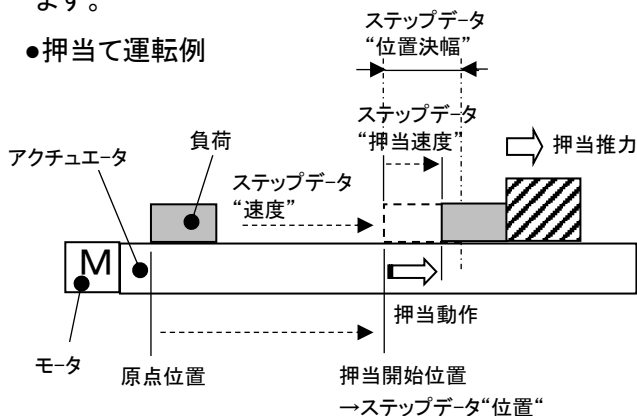 ます。
●押当て運転例
ステップデータ
“位置決幅”
ステップデータ
“押当速度”
押当推力
負荷
アクチュエータ
ステップデータ
“速度”
M
押当動作
モータ
原点位置
押当開始位置
→ステップデータ“位置“